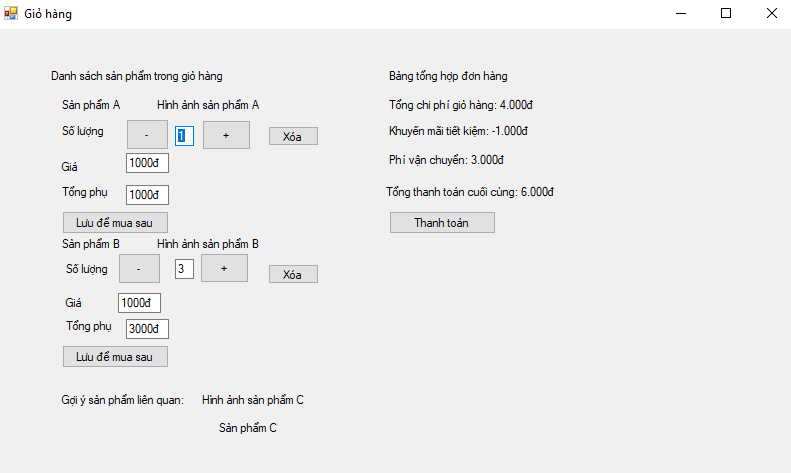 Giỏ hàng
Danh sách sản phẩm trong giỏ hàng
Sản phẩm A Hình ảnh sản phẩm A
Số lượng - 1 + Xóa
Giá 1000đ
Tổng phụ 1000đ
Lưu để mua sau
Sản phẩm B Hình ảnh sản phẩm B
Số lượng - 3 + Xóa
Giá 1000đ
Tổng phụ 3000đ
Lưu để mua sau
Gợi ý sản phẩm liên quan: Hình ảnh sản phẩm C
Sản phẩm C
Bảng tổng hợp đơn hàng
Tổng chi phí giỏ hàng: 4.000đ
Khuyến mãi tiết kiệm: -1.000đ
Phí vận chuyển: 3.000đ
Tổng thanh toán cuối cùng: 6.000đ
Thanh toán